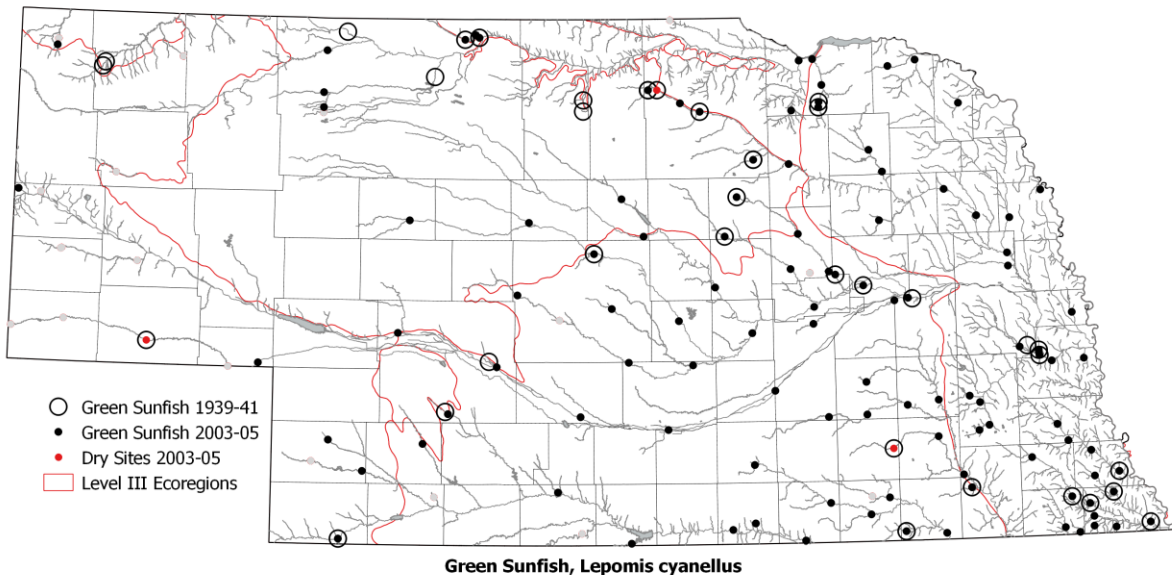 Green Sunfish 1939-41
Green Sunfish 2003-05
Dry Sites 2003-05
Level III Ecoregions
Green Sunfish, Lepomis cyanellus